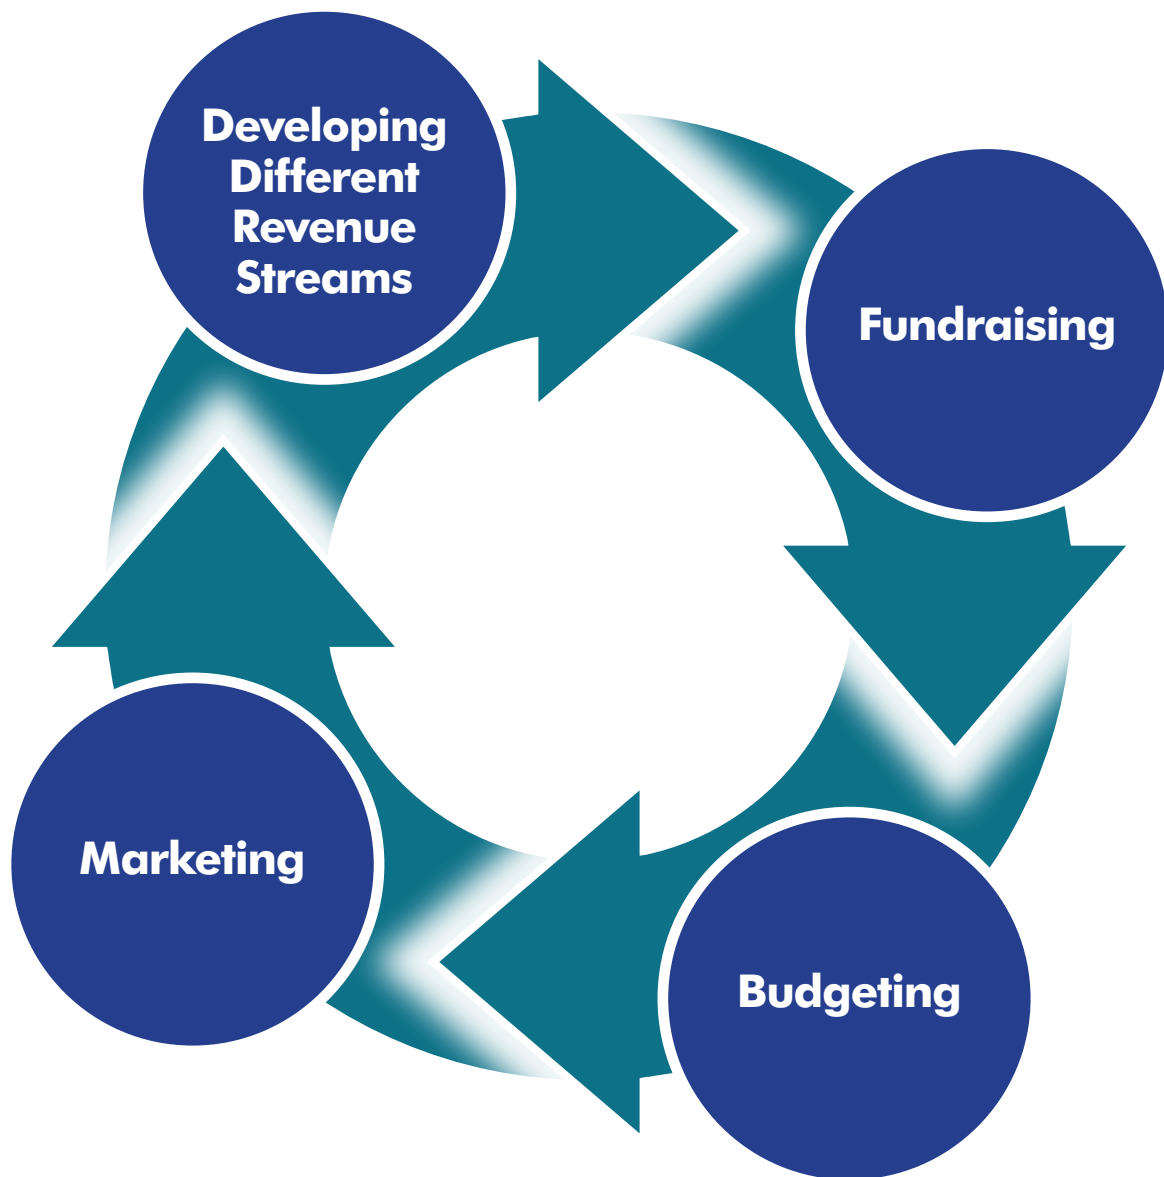 Developing
Different
Revenue
Streams
Fundraising
Marketing
Budgeting